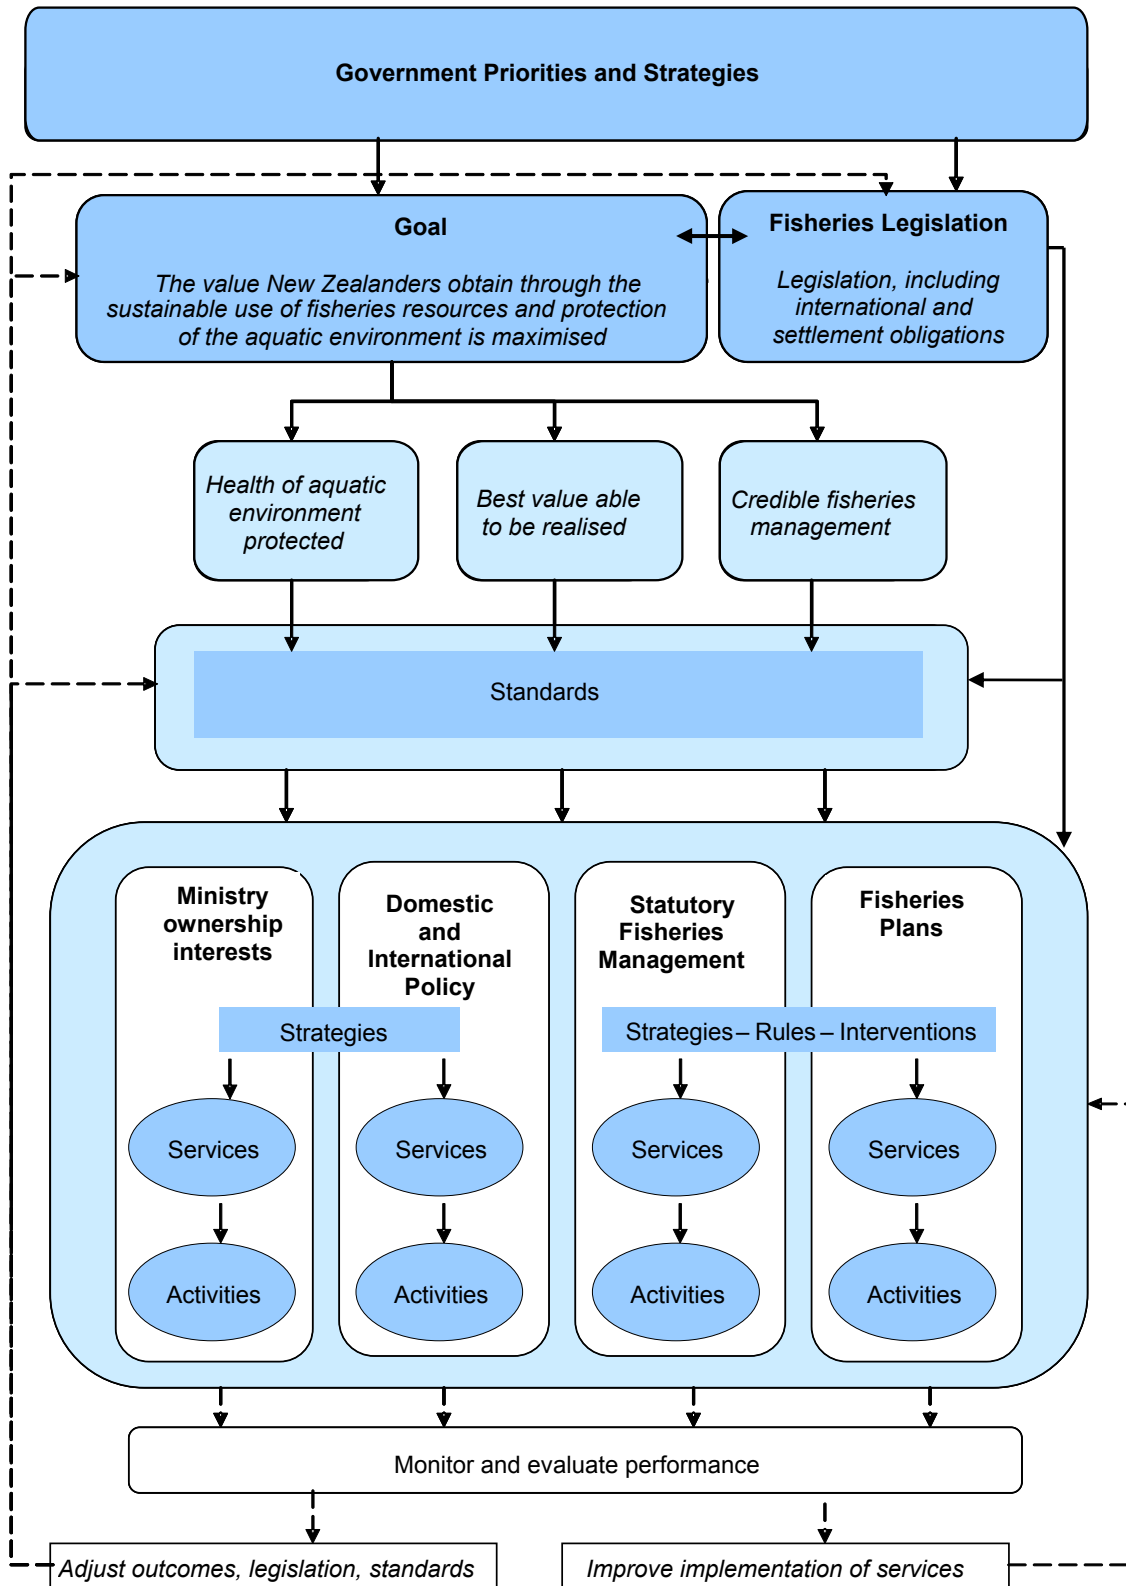 Government Priorities and Strategies
Goal
The value New Zealanders obtain through the
sustainable use of fisheries resources and protection
of the aquatic environment is maximised
Fisheries Legislation
Legislation, including
international and
settlement obligations
Health of aquatic
environment
protected
Best value able
to be realised
Credible fisheries
management
Standards
Ministry
ownership
interests
Domestic
and
International
Policy
Statutory
Fisheries
Management
Fisheries
Plans
Strategies
Strategies – Rules – Interventions
Services
Services
Services
Services
Activities
Activities
Activities
Activities
Monitor and evaluate performance
Adjust outcomes, legislation, standards
Improve implementation of services